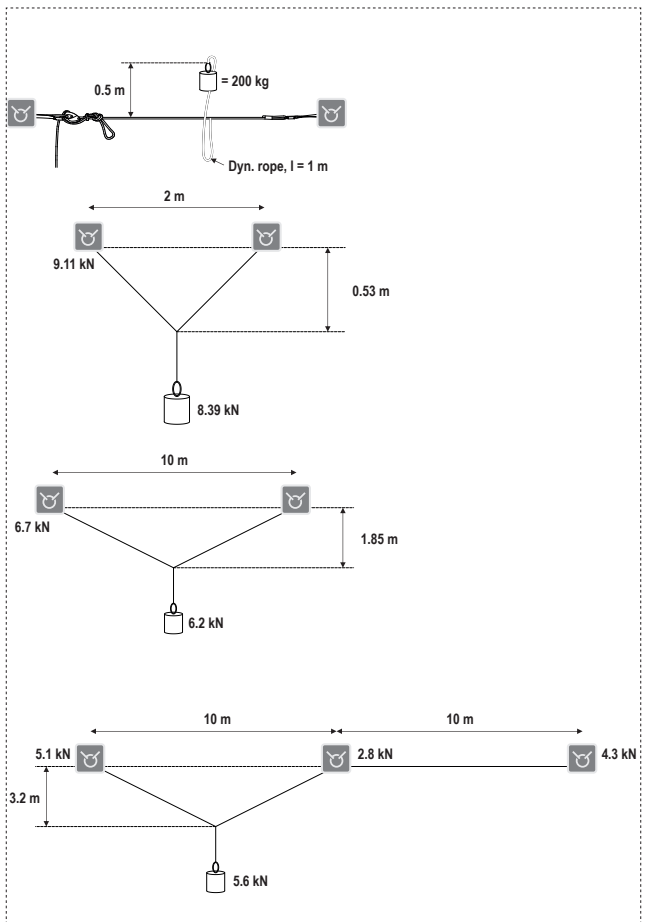 0.5 m
= 200 kg
Dyn. rope, l = 1 m
2 m
9.11 kN
0.53 m
8.39 kN
10 m
6.7 kN
1.85 m
6.2 kN
10 m 10 m
5.1 kN 2.8 kN 4.3 kN
3.2 m
5.6 kN